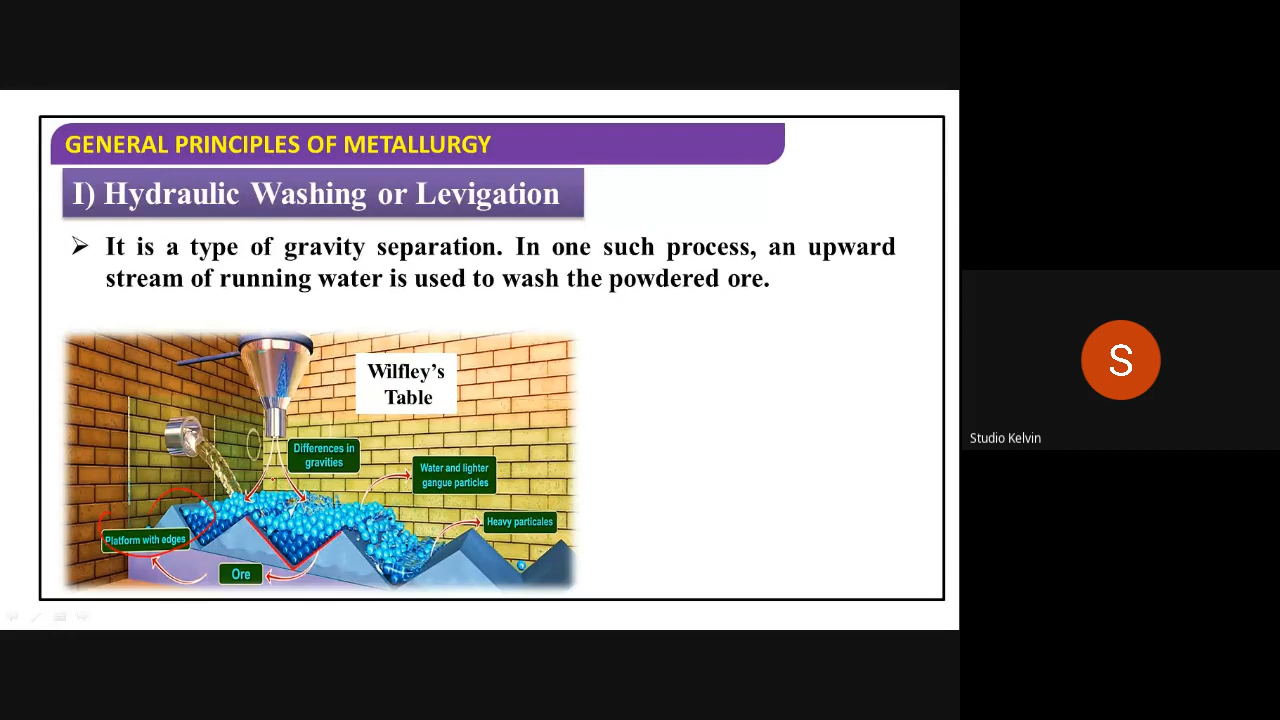 GENERAL PRINCIPLES OF METALLURGY
I) Hydraulic Washing or Levigation
➢ It is a type of gravity separation. In one such process, an upward
stream of running water is used to wash the powdered ore.
Wilfley's
Table
Differences in
gravities
Water and lighter
gangue particles
Heavy particales
Platform with edges
Ore
S
Studio Kelvin